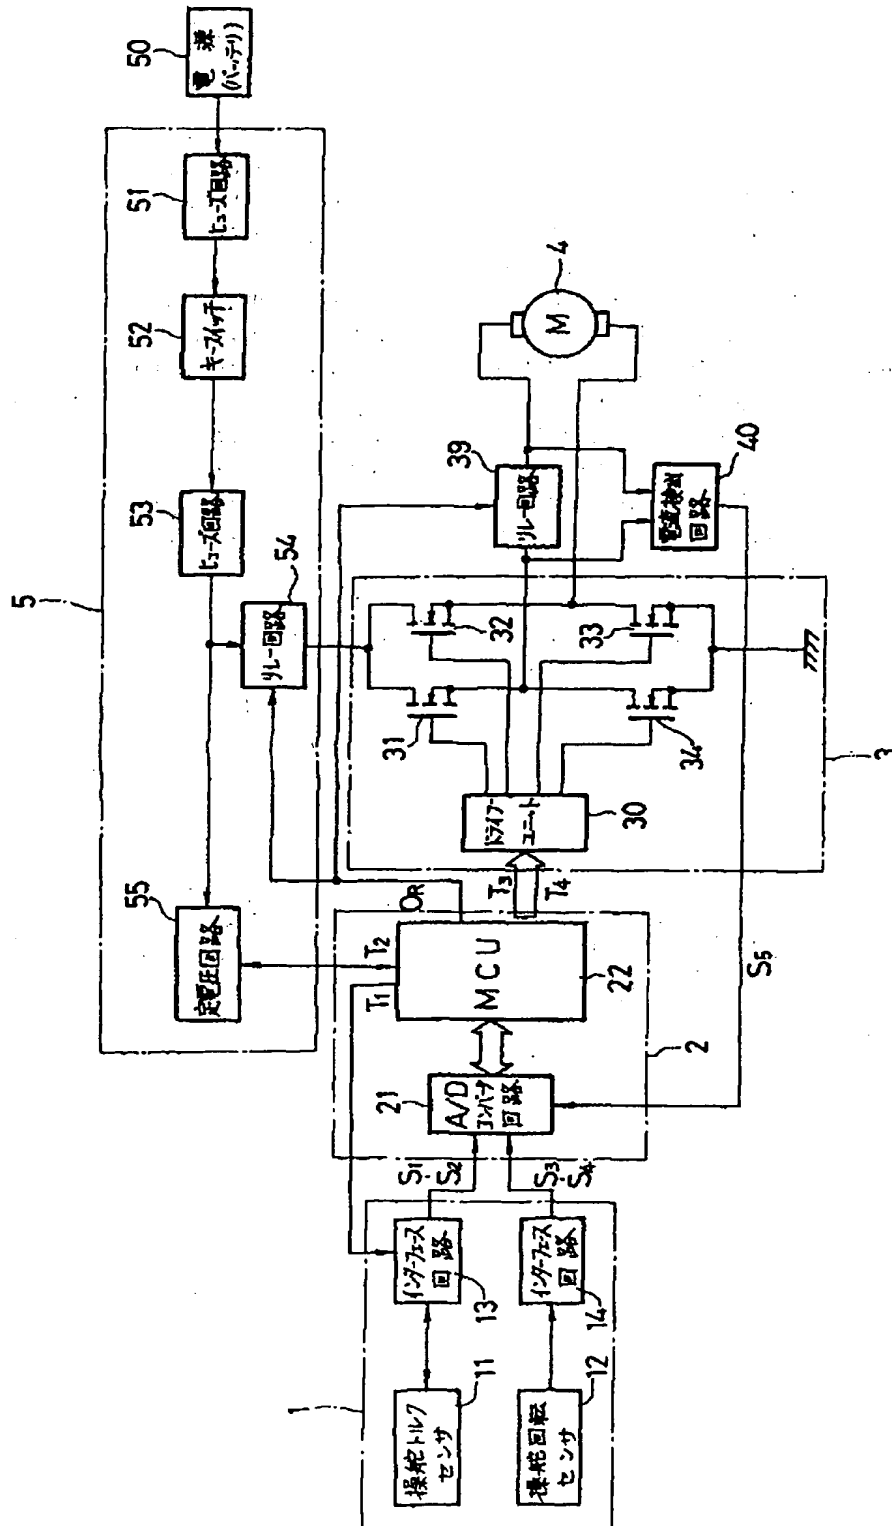 5
50
電源
(バッテリ)
51
ヒューズ回路
52
キースイッチ
53
ヒューズ回路
54
リレー回路
55
定電圧回路
4
M
39
リレー回路
40
電流検出
回路
3
30
ドライブ
ユニット
31
32
33
34
T3
T4
OR
2
21
A/D
コンバータ
回路
22
MCU
T1
T2
S5
1
11
操舵トルク
センサ
12
操舵回転
センサ
13
インターフェース
回路
14
インターフェース
回路
S1
S2
S3
S4